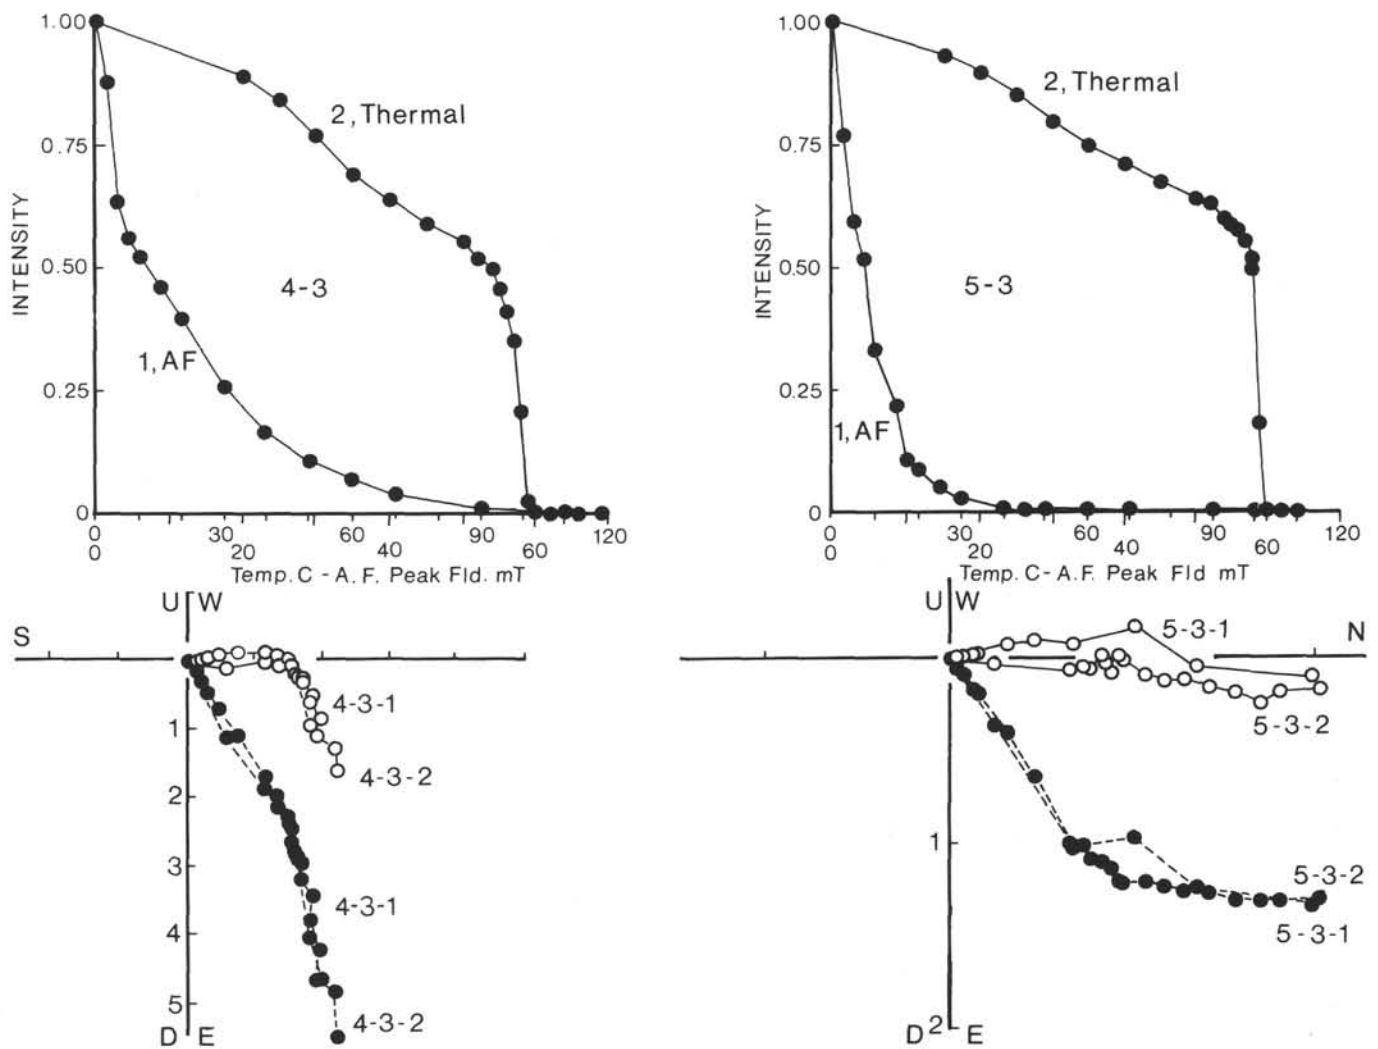 1.00
0.75
0.50
0.25
0
INTENSITY
2, Thermal
4-3
1, AF
0 30 60 90 60 120
0 20 40
Temp. C - A.F. Peak Fld. mT
1.00
0.75
0.50
0.25
0
INTENSITY
2, Thermal
5-3
1, AF
0 30 60 90 60 120
0 20 40
Temp. C - A.F. Peak Fld mT
U W
S
4-3-1
4-3-2
1
2
3
4
5
4-3-1
4-3-2
D E
U W
N
5-3-1
5-3-2
1
5-3-2
5-3-1
D 2 E